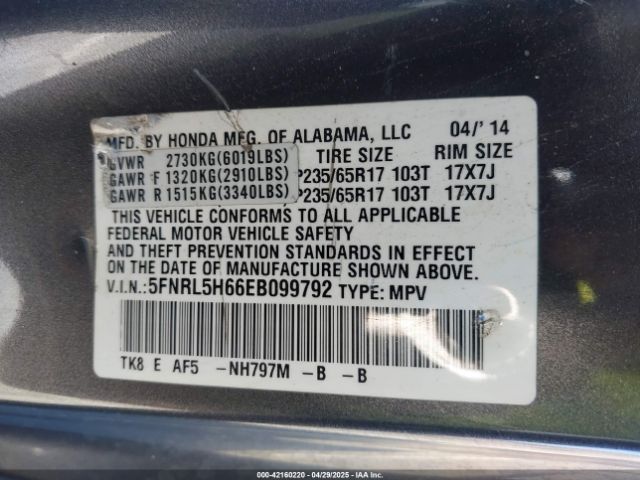 MFD. BY HONDA MFG. OF ALABAMA, LLC 04/'14
GVWR 2730KG(6019LBS) TIRE SIZE RIM SIZE
GAWR F 1320KG(2910LBS) P235/65R17 103T 17X7J
GAWR R 1515KG(3340LBS) P235/65R17 103T 17X7J
THIS VEHICLE CONFORMS TO ALL APPLICABLE
FEDERAL MOTOR VEHICLE SAFETY
AND THEFT PREVENTION STANDARDS IN EFFECT
ON THE DATE OF MANUFACTURE SHOWN ABOVE.
V.I.N.: 5FNRL5H66EB099792 TYPE: MPV
TK8 E AF5 -NH797M -B -B
000-42160220 - 04/29/2025 - IAAI.COM